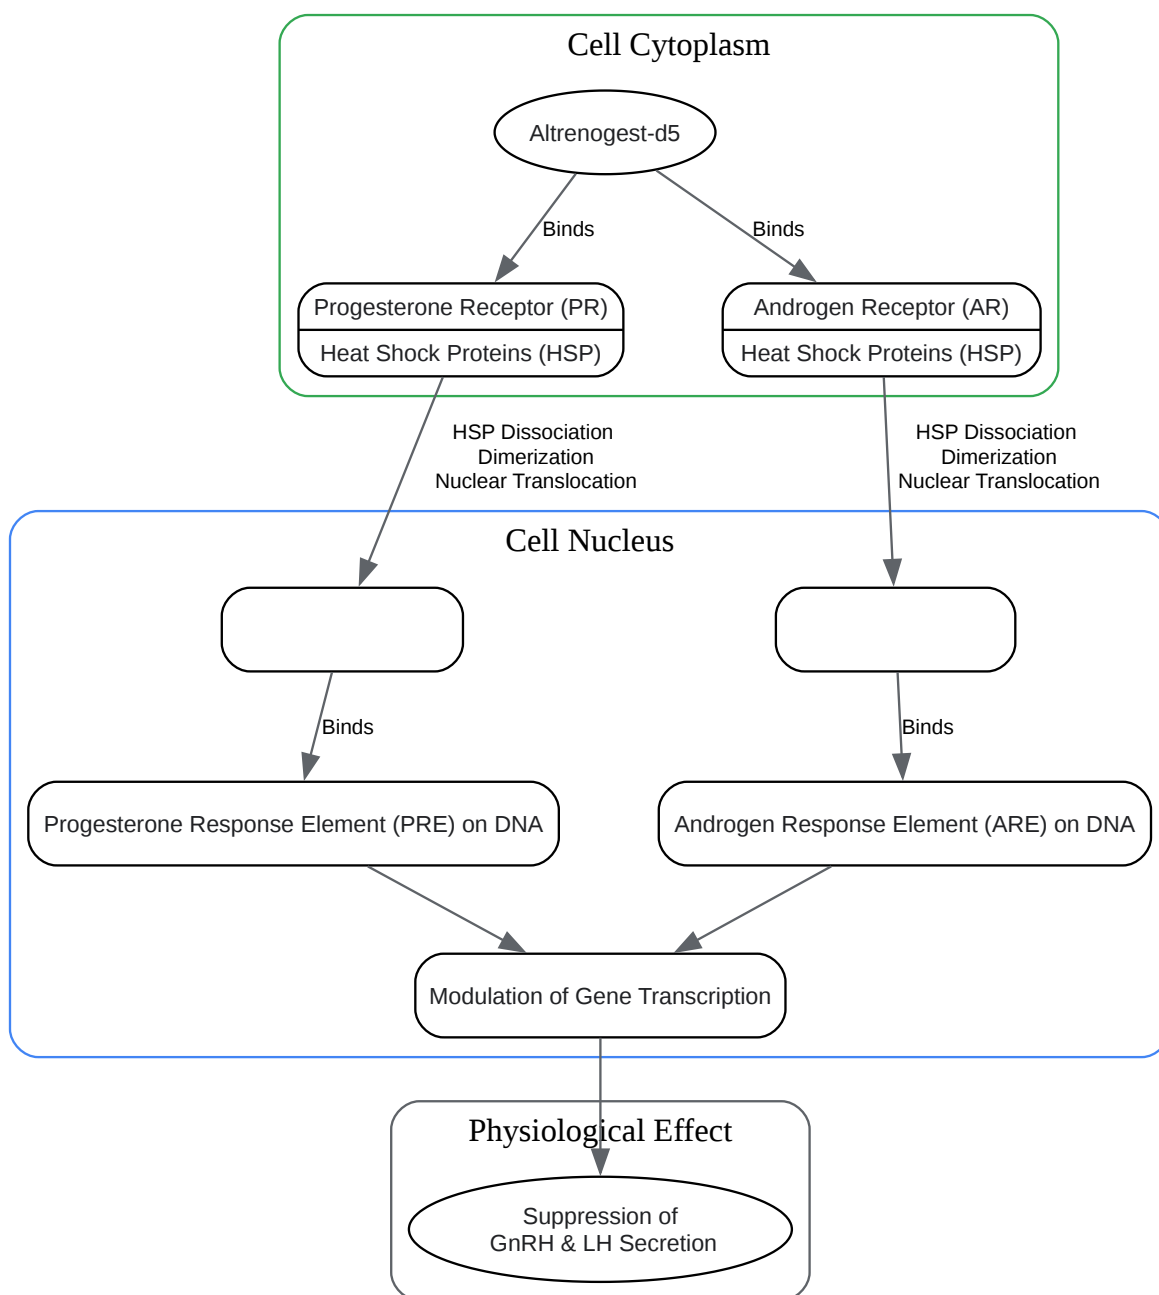 Cell Cytoplasm
Altrenogest-d5
Binds
Binds
Progesterone Receptor (PR)
Heat Shock Proteins (HSP)
Androgen Receptor (AR)
Heat Shock Proteins (HSP)
HSP Dissociation
Dimerization
Nuclear Translocation
HSP Dissociation
Dimerization
Nuclear Translocation
Cell Nucleus
Binds
Binds
Progesterone Response Element (PRE) on DNA
Androgen Response Element (ARE) on DNA
Modulation of Gene Transcription
Physiological Effect
Suppression of
GnRH & LH Secretion